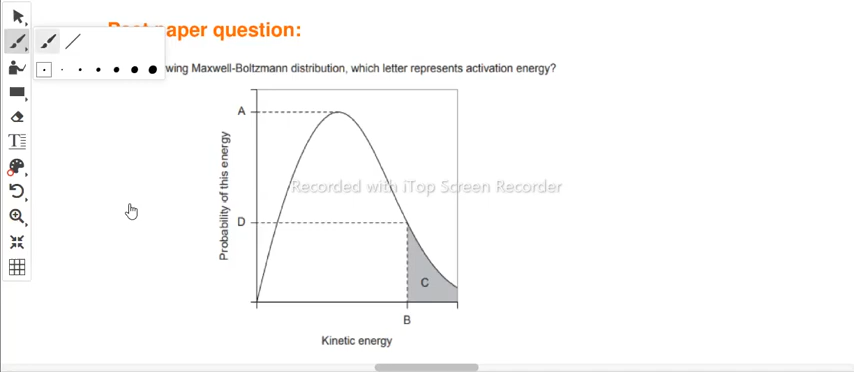 paper question:
wing Maxwell-Boltzmann distribution, which letter represents activation energy?
A
Probability of this energy
Recorded with iTop Screen Recorder
D
C
B
Kinetic energy
T